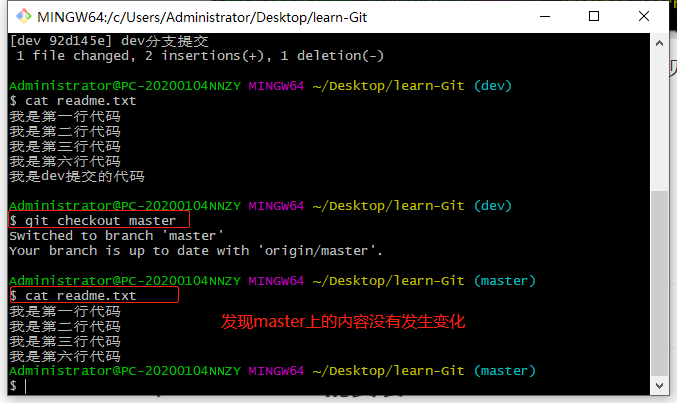 MINGW64:/c/Users/Administrator/Desktop/learn-Git
[dev 92d145e] dev分支提交
 1 file changed, 2 insertions(+), 1 deletion(-)
Administrator@PC-20200104NNZY MINGW64 ~/Desktop/learn-Git (dev)
$ cat readme.txt
我是第一行代码
我是第二行代码
我是第三行代码
我是第六行代码
我是dev提交的代码
Administrator@PC-20200104NNZY MINGW64 ~/Desktop/learn-Git (dev)
$ git checkout master
Switched to branch 'master'
Your branch is up to date with 'origin/master'.
Administrator@PC-20200104NNZY MINGW64 ~/Desktop/learn-Git (master)
$ cat readme.txt
我是第一行代码
发现master上的内容没有发生变化
我是第二行代码
我是第三行代码
我是第六行代码
Administrator@PC-20200104NNZY MINGW64 ~/Desktop/learn-Git (master)
$